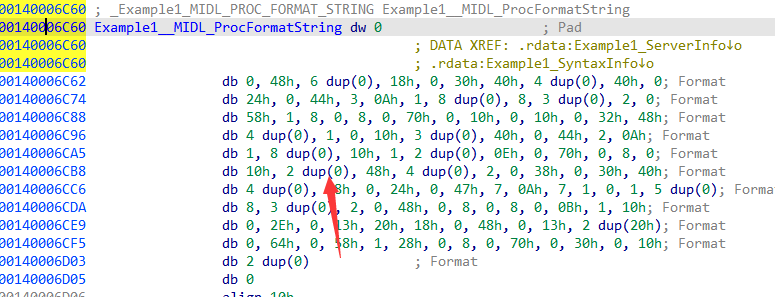 00140006C60 ; _Example1_MIDL_PROC_FORMAT_STRING Example1__MIDL_ProcFormatString
00140006C60 Example1__MIDL_ProcFormatString dw 0 ; Pad
00140006C60 ; DATA XREF: .rdata:Example1_ServerInfo↓o
00140006C60 ; .rdata:Example1_SyntaxInfo↓o
00140006C62 db 0, 48h, 6 dup(0), 18h, 0, 30h, 40h, 4 dup(0), 40h, 0; Format
00140006C74 db 24h, 0, 44h, 3, 0Ah, 1, 8 dup(0), 8, 3 dup(0), 2, 0; Format
00140006C88 db 58h, 1, 8, 0, 8, 0, 70h, 0, 10h, 0, 10h, 0, 32h, 48h; Format
00140006C96 db 4 dup(0), 1, 0, 10h, 3 dup(0), 40h, 0, 44h, 2, 0Ah; Format
00140006CA5 db 1, 8 dup(0), 10h, 1, 2 dup(0), 0Eh, 0, 70h, 0, 8, 0; Format
00140006CB8 db 10h, 2 dup(0), 48h, 4 dup(0), 2, 0, 38h, 0, 30h, 40h; Format
00140006CC6 db 4 dup(0), 8h, 0, 24h, 0, 47h, 7, 0Ah, 7, 1, 0, 1, 5 dup(0); Format
00140006CDA db 8, 3 dup(0), 2, 0, 48h, 0, 8, 0, 8, 0, 0Bh, 1, 10h; Format
00140006CE9 db 0, 2Eh, 0, 13h, 20h, 18h, 0, 48h, 0, 13h, 2 dup(20h); Format
00140006CF5 db 0, 64h, 0, 58h, 1, 28h, 0, 8, 0, 70h, 0, 30h, 0, 10h; Format
00140006D03 db 2 dup(0) ; Format
00140006D05 db 0
00140006D06 align 10h